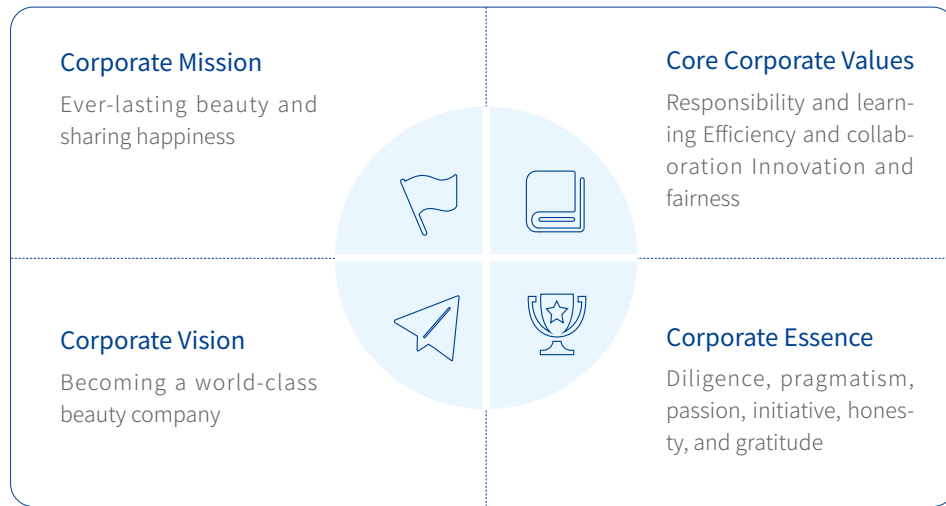 Corporate Mission
Ever-lasting beauty and
sharing happiness
Core Corporate Values
Responsibility and learn-
ing Efficiency and collab-
oration Innovation and
fairness
Corporate Vision
Becoming a world-class
beauty company
Corporate Essence
Diligence, pragmatism,
passion, initiative, hones-
ty, and gratitude